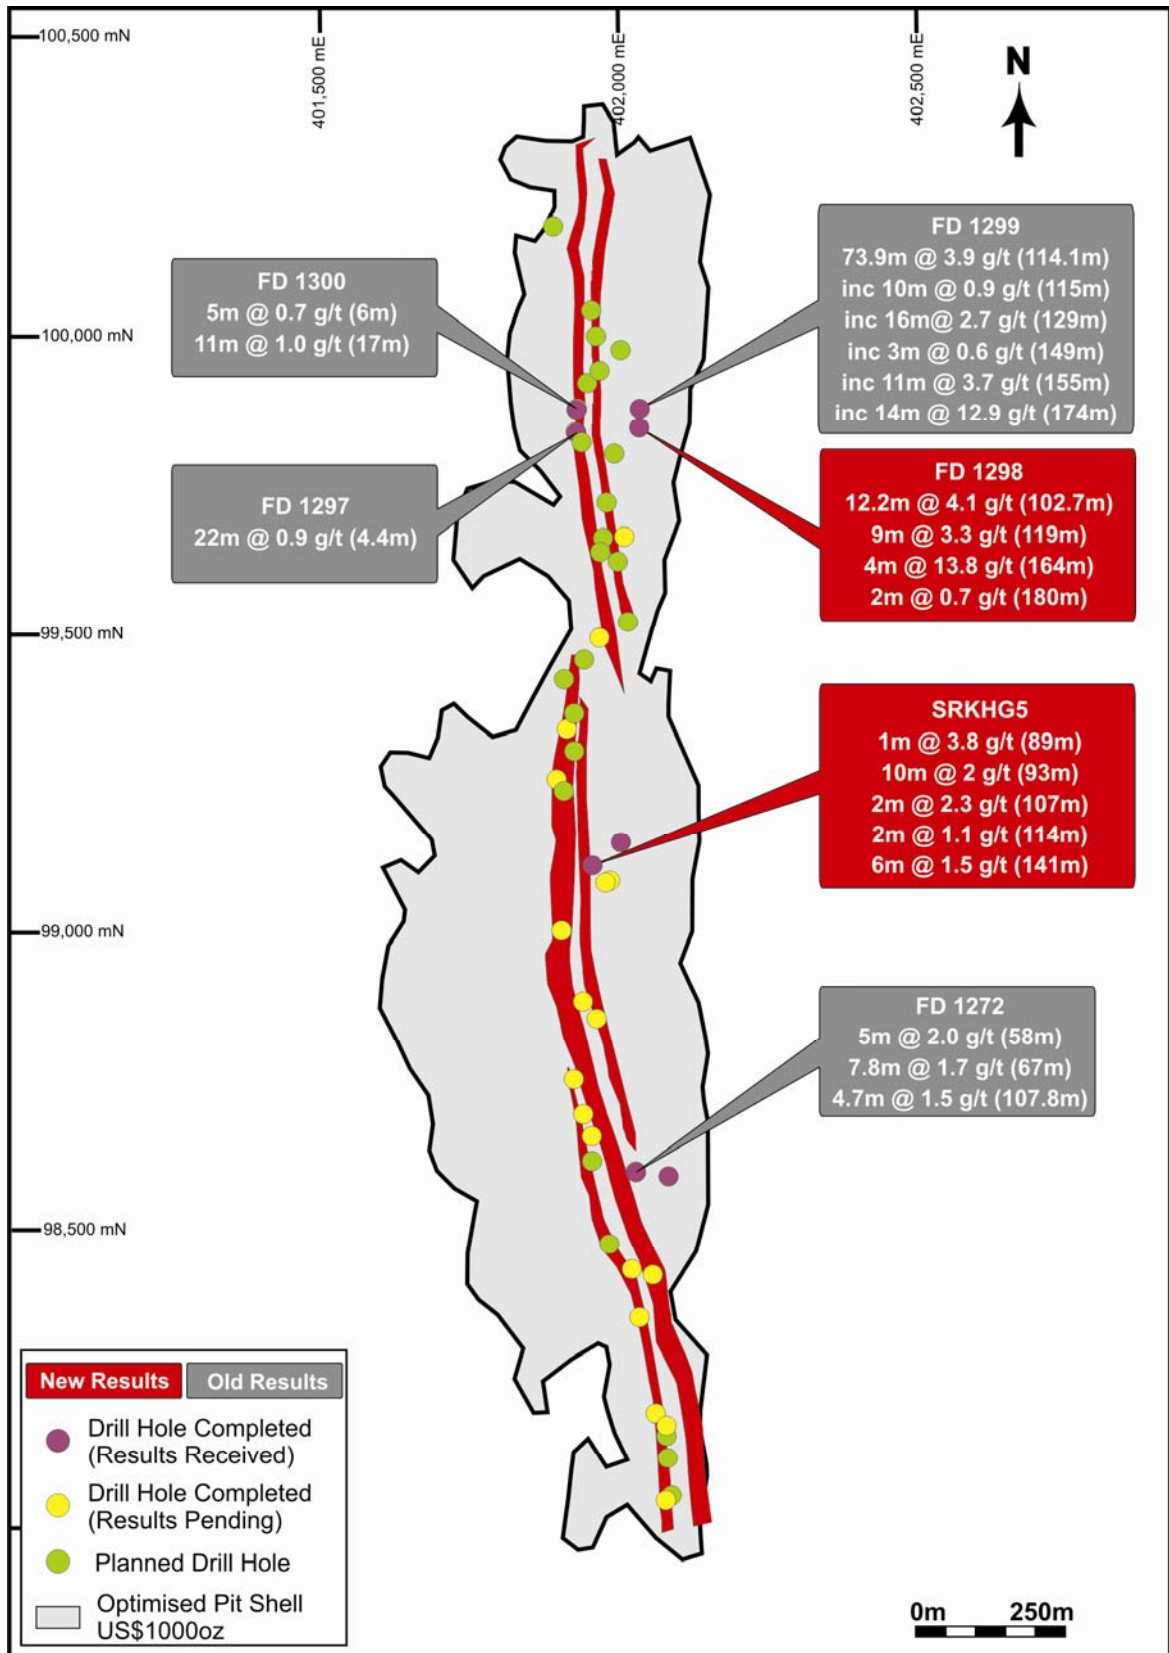 100,500 mN
401,500 mE
402,000 mE
402,500 mE
N
FD 1299
73.9m @ 3.9 g/t (114.1m)
inc 10m @ 0.9 g/t (115m)
inc 16m@ 2.7 g/t (129m)
inc 3m @ 0.6 g/t (149m)
inc 11m @ 3.7 g/t (155m)
inc 14m @ 12.9 g/t (174m)
FD 1300
5m @ 0.7 g/t (6m)
11m @ 1.0 g/t (17m)
100,000 mN
FD 1298
12.2m @ 4.1 g/t (102.7m)
9m @ 3.3 g/t (119m)
4m @ 13.8 g/t (164m)
2m @ 0.7 g/t (180m)
FD 1297
22m @ 0.9 g/t (4.4m)
99,500 mN
SRKHG5
1m @ 3.8 g/t (89m)
10m @ 2 g/t (93m)
2m @ 2.3 g/t (107m)
2m @ 1.1 g/t (114m)
6m @ 1.5 g/t (141m)
99,000 mN
FD 1272
5m @ 2.0 g/t (58m)
7.8m @ 1.7 g/t (67m)
4.7m @ 1.5 g/t (107.8m)
98,500 mN
New Results
Old Results
Drill Hole Completed
(Results Received)
Drill Hole Completed
(Results Pending)
Planned Drill Hole
Optimised Pit Shell
US$1000oz
0m
250m